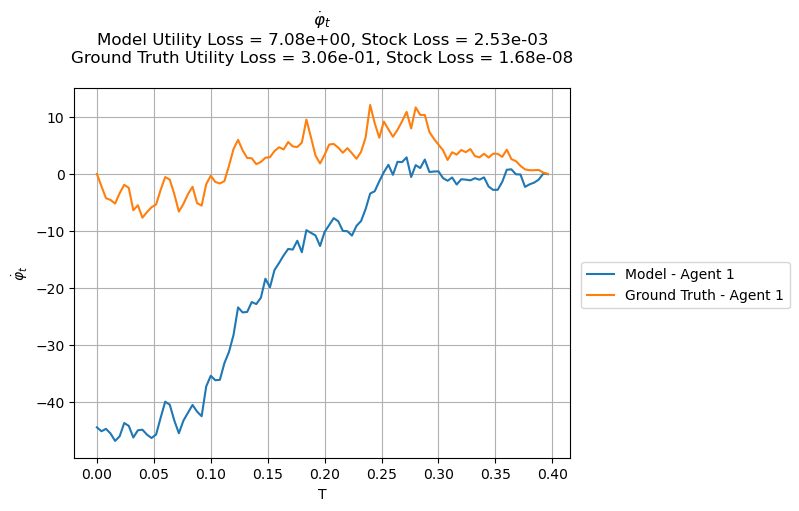 φ̇ₜ
Model Utility Loss = 7.08e+00, Stock Loss = 2.53e-03
Ground Truth Utility Loss = 3.06e-01, Stock Loss = 1.68e-08
10
0
−10
−20
−30
−40
φ̇ₜ
0.00 0.05 0.10 0.15 0.20 0.25 0.30 0.35 0.40
T
Model - Agent 1
Ground Truth - Agent 1